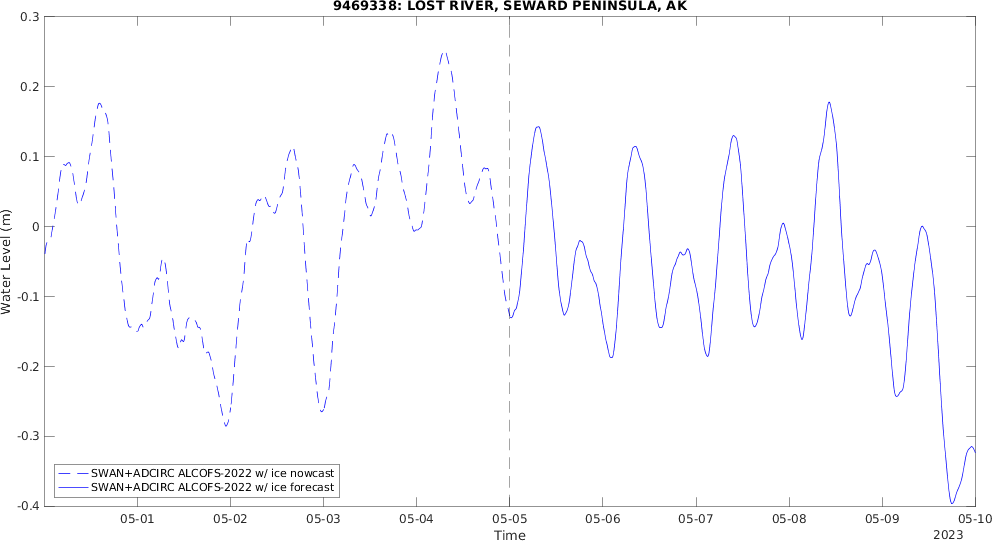 9469338: LOST RIVER, SEWARD PENINSULA, AK
0.3
0.2
0.1
0
-0.1
-0.2
-0.3
-0.4
Water Level (m)
SWAN+ADCIRC ALCOFS-2022 w/ ice nowcast
SWAN+ADCIRC ALCOFS-2022 w/ ice forecast
05-01 05-02 05-03 05-04 05-05 05-06 05-07 05-08 05-09 05-10
Time
2023